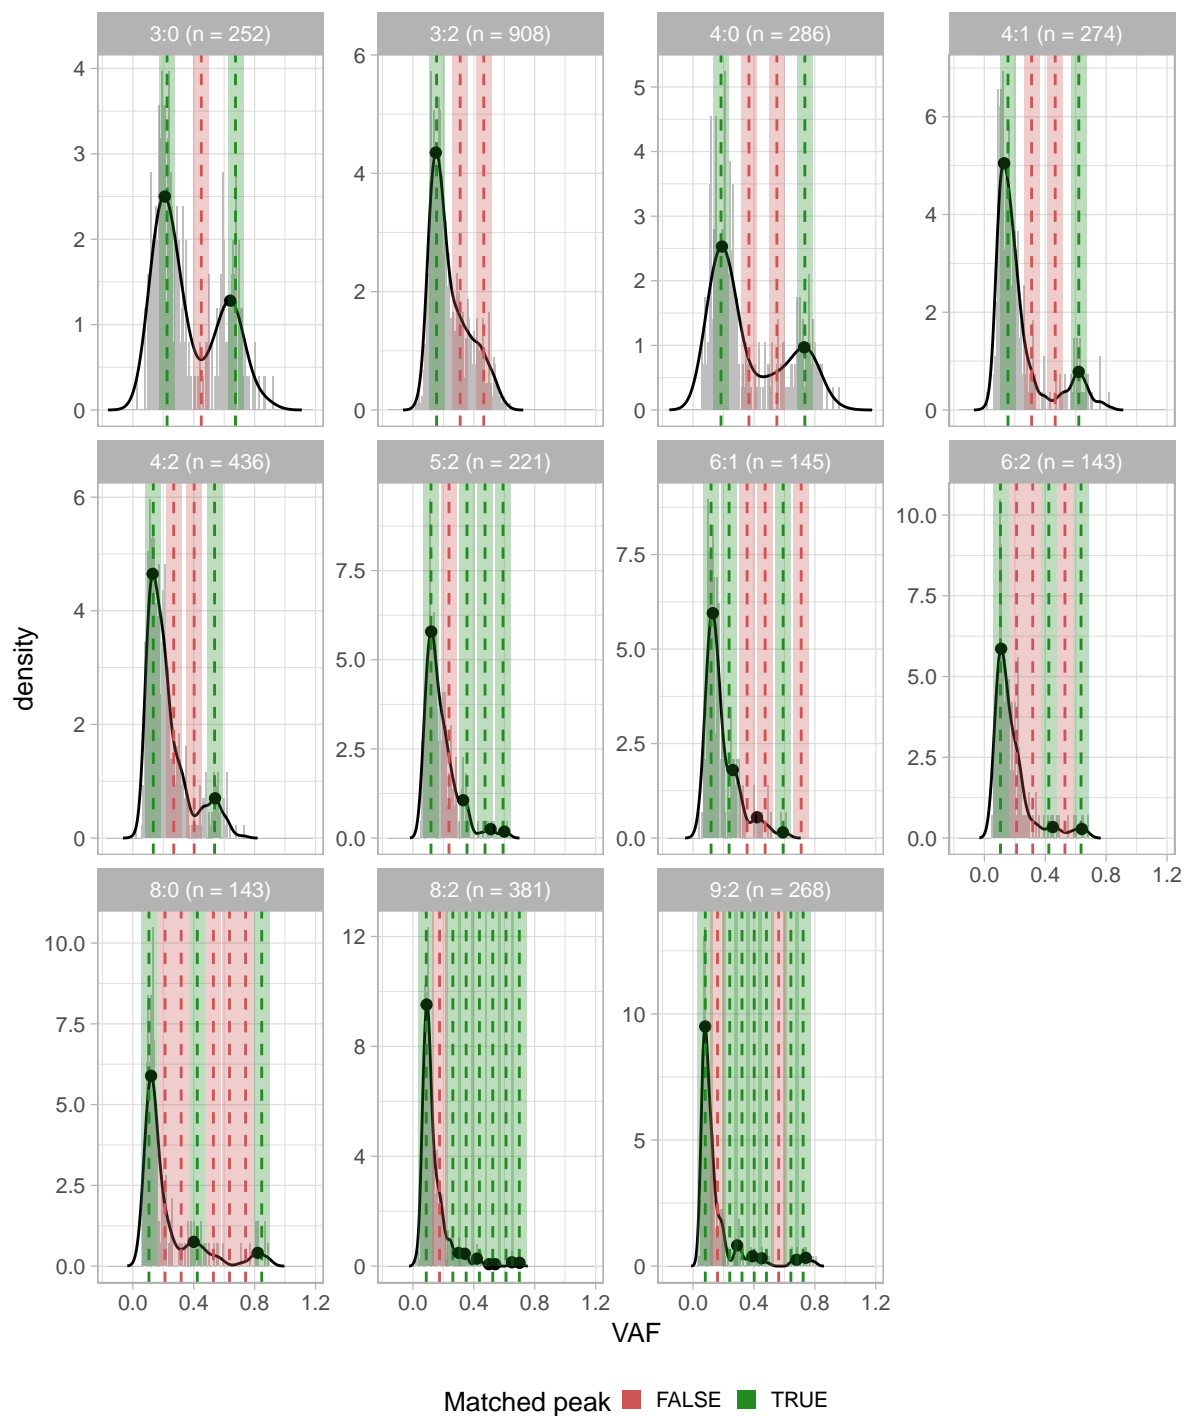 3:0 (n = 252)
3:2 (n = 908)
4:0 (n = 286)
4:1 (n = 274)
4
3
2
1
0
6
4
2
0
5
4
3
2
1
0
6
4
2
0
4:2 (n = 436)
5:2 (n = 221)
6:1 (n = 145)
6:2 (n = 143)
6
4
2
0
7.5
5.0
2.5
0.0
7.5
5.0
2.5
0.0
10.0
7.5
5.0
2.5
0.0
0.0 0.4 0.8 1.2
density
8:0 (n = 143)
8:2 (n = 381)
9:2 (n = 268)
10.0
7.5
5.0
2.5
0.0
12
8
4
0
10
5
0
0.0 0.4 0.8 1.2
0.0 0.4 0.8 1.2
0.0 0.4 0.8 1.2
VAF
Matched peak FALSE TRUE